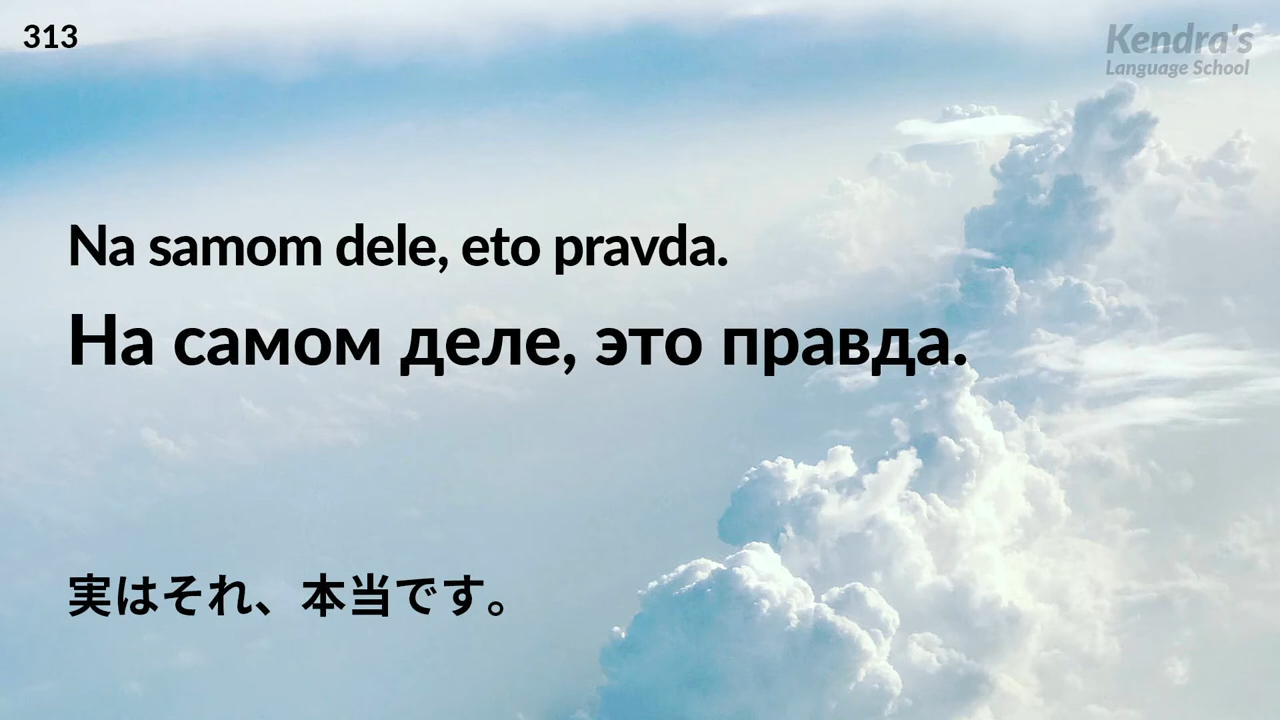 313
Kendra's
Language School
Na samom dele, eto pravda.
На самом деле, это правда.
実はそれ、本当です。